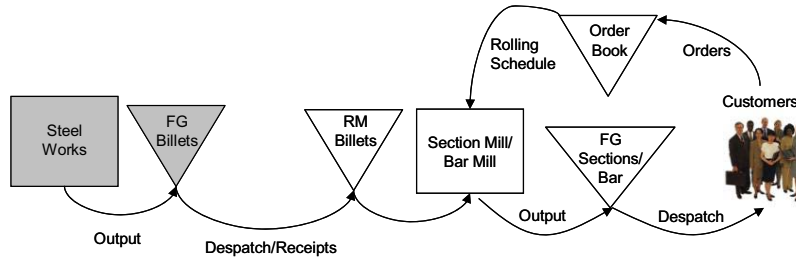 Steel
Works
FG
Billets
RM
Billets
Section Mill/
Bar Mill
FG
Sections/
Bar
Order
Book
Rolling
Schedule
Orders
Customers
Output
Despatch/Receipts
Output
Despatch